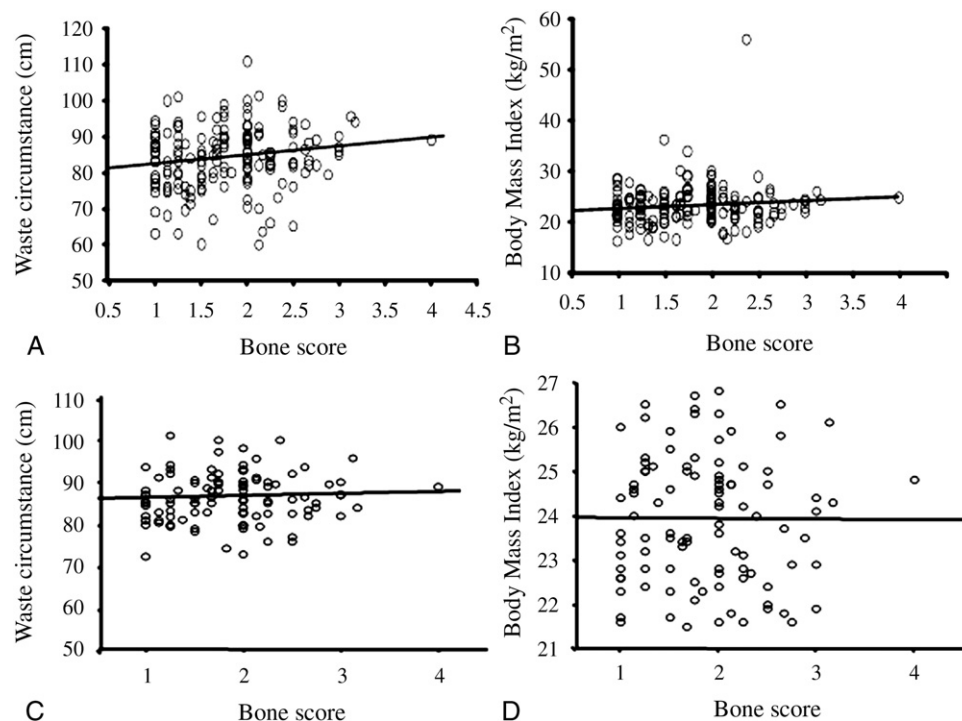 Waste circumstance (cm)
120
110
100
90
80
70
60
50
0.5 1 1.5 2 2.5 3 3.5 4 4.5
A
Bone score
Body Mass Index (kg/m²)
60
50
40
30
20
10
0.5 1 1.5 2 2.5 3 3.5 4
B
Bone score
Waste circumstance (cm)
110
100
90
80
70
60
50
1 2 3 4
C
Bone score
Body Mass Index (kg/m²)
27
26
25
24
23
22
21
1 2 3 4
D
Bone score